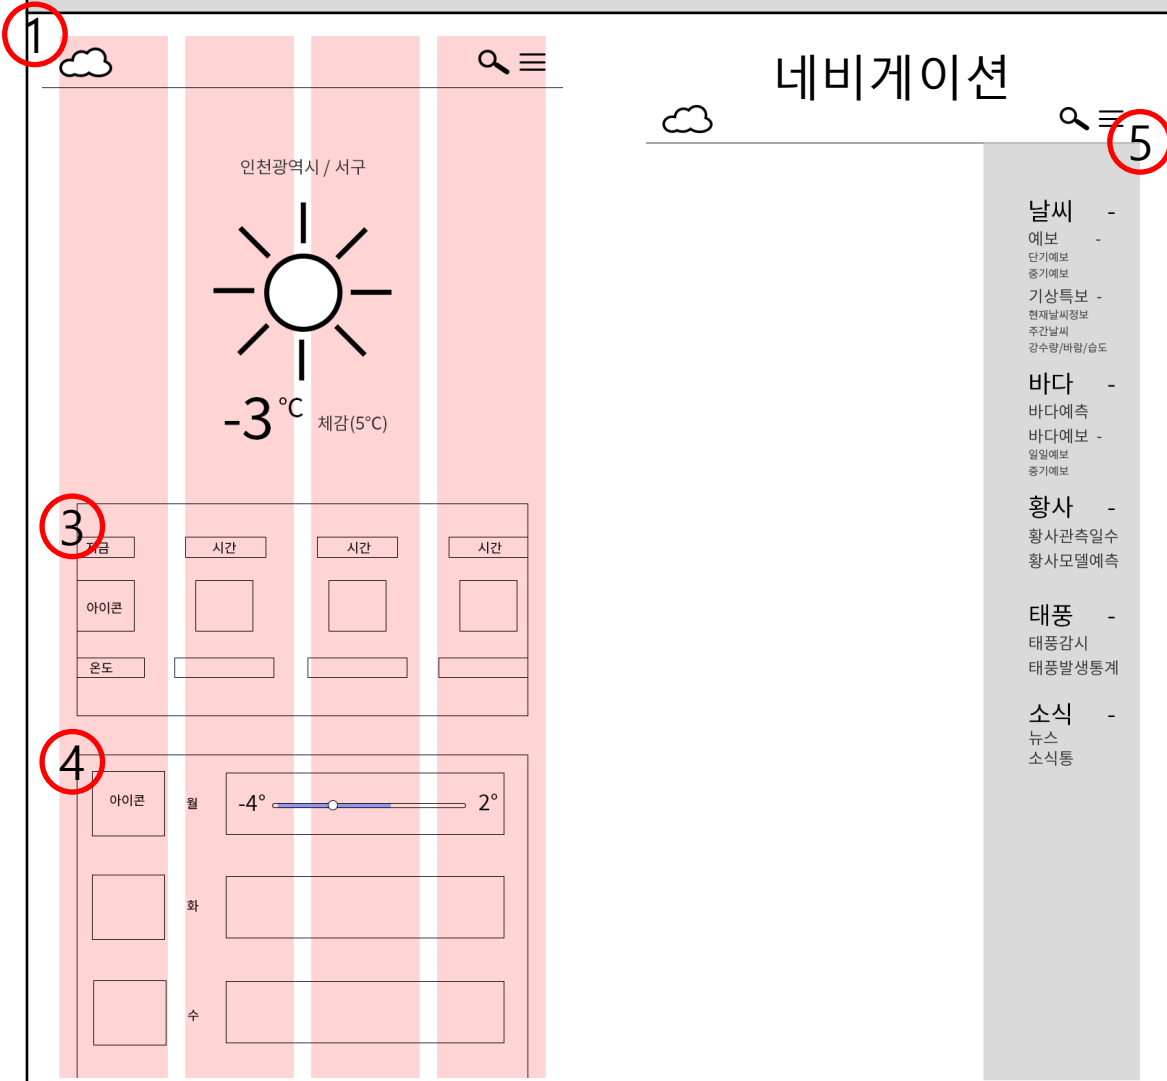 1
인천광역시 / 서구
-3 °C 체감(5°C)
3
지금 시간 시간 시간
아이콘
온도
4
아이콘 월 -4° 2°
화
수
네비게이션
5
날씨 -
예보 -
단기예보
중기예보
기상특보 -
현재날씨정보
주간날씨
강수량/바람/습도
바다 -
바다예측
바다예보 -
일일예보
중기예보
황사 -
황사관측일수
황사모델예측
태풍 -
태풍감시
태풍발생통계
소식 -
뉴스
소식통